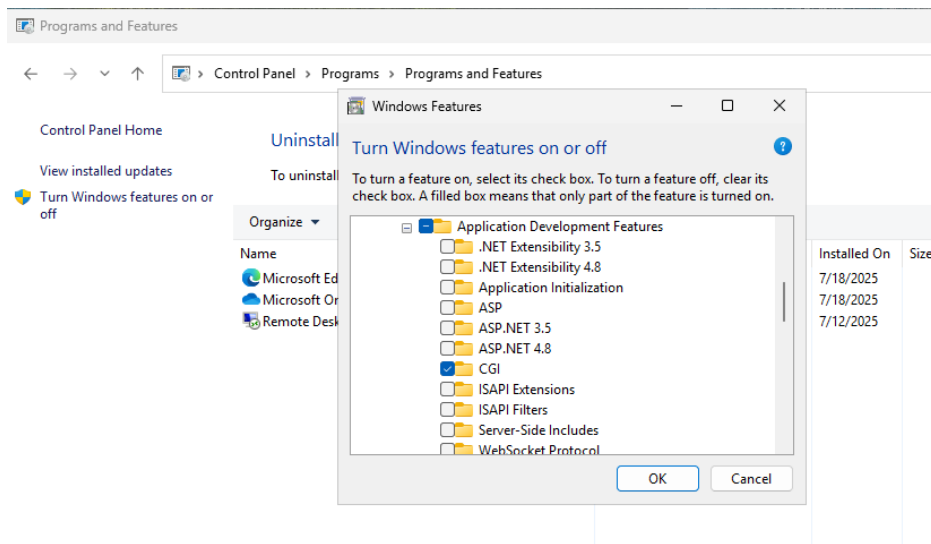 Programs and Features
Control Panel > Programs > Programs and Features
Control Panel Home
View installed updates
Turn Windows features on or
off
Uninstall
To uninstall
Organize
Name
Installed On
Size
Microsoft Ed
7/18/2025
Microsoft Or
7/18/2025
Remote Desk
7/12/2025
Windows Features
Turn Windows features on or off
?
To turn a feature on, select its check box. To turn a feature off, clear its
check box. A filled box means that only part of the feature is turned on.
Application Development Features
.NET Extensibility 3.5
.NET Extensibility 4.8
Application Initialization
ASP
ASP.NET 3.5
ASP.NET 4.8
CGI
ISAPI Extensions
ISAPI Filters
Server-Side Includes
WebSocket Protocol
OK
Cancel